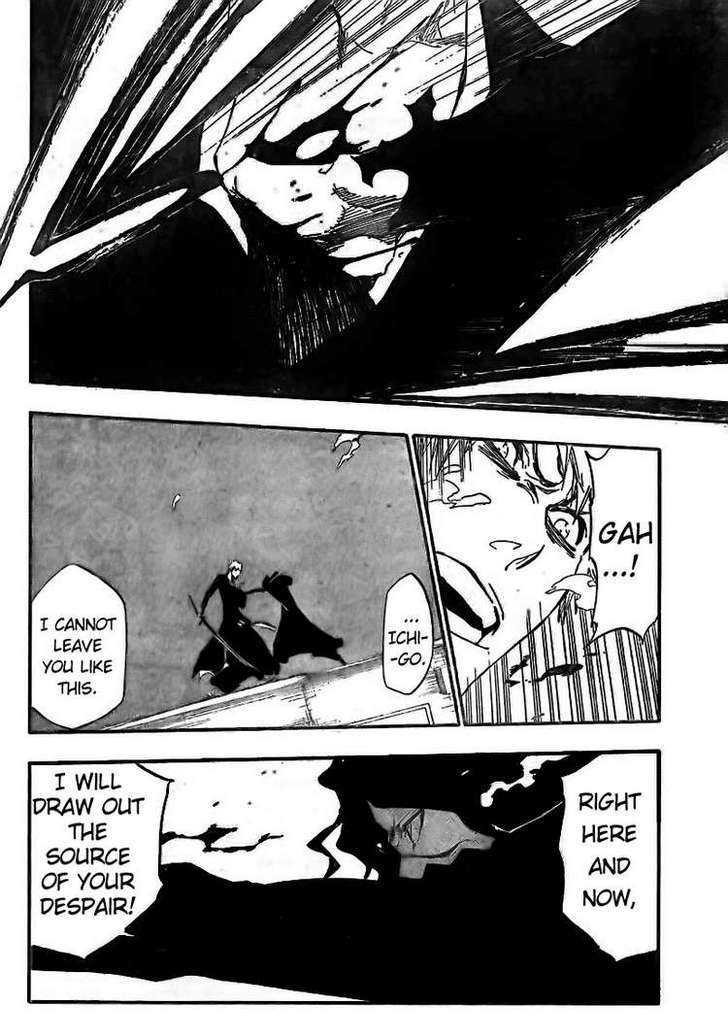 GAH
...!
...
ICHI-
-GO.
I CANNOT
LEAVE
YOU LIKE
THIS.
RIGHT
HERE
AND
NOW,
I WILL
DRAW OUT
THE
SOURCE
OF YOUR
DESPAIR!